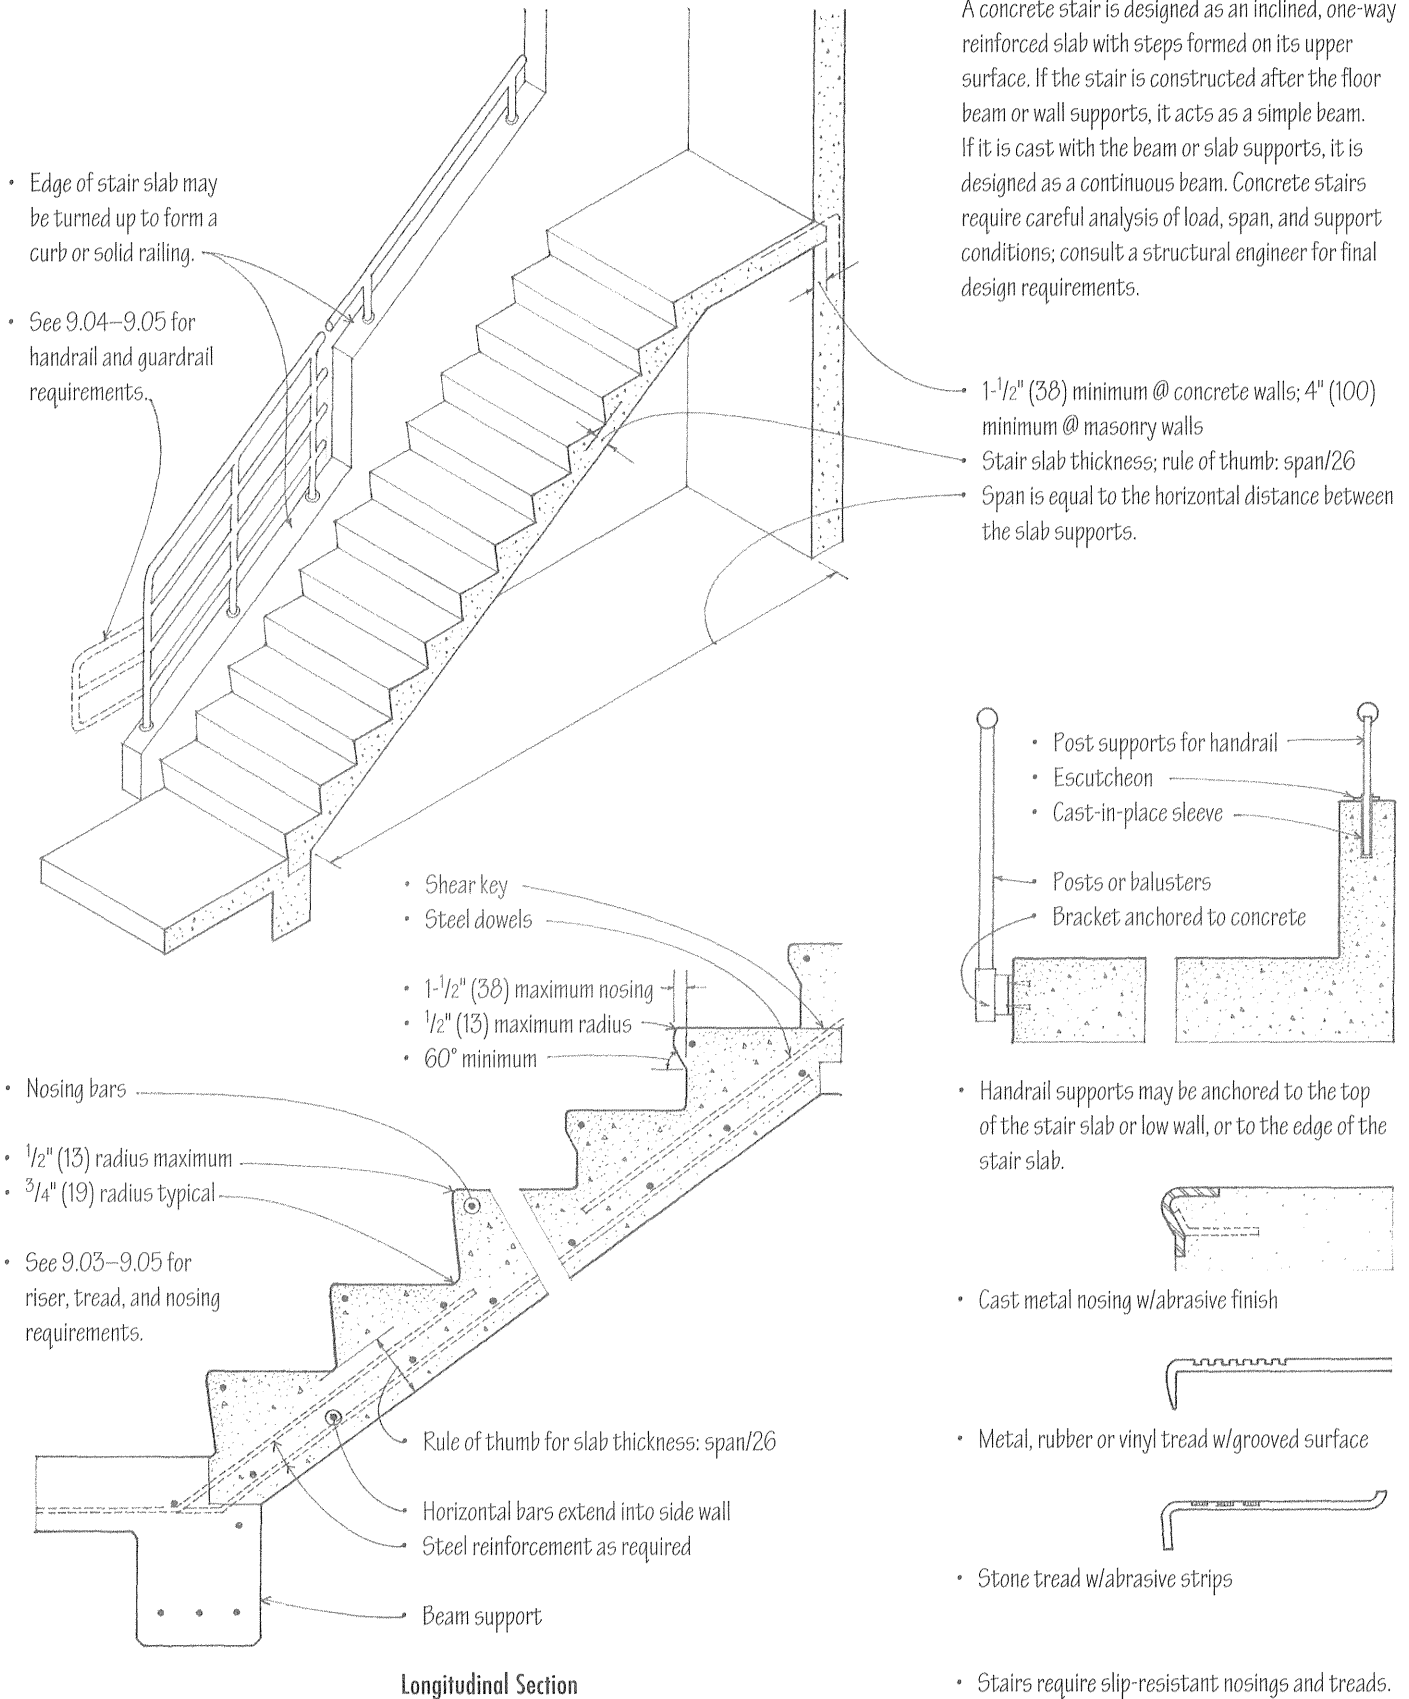 A concrete stair is designed as an inclined, one-way
reinforced slab with steps formed on its upper
surface. If the stair is constructed after the floor
beam or wall supports, it acts as a simple beam.
If it is cast with the beam or slab supports, it is
designed as a continuous beam. Concrete stairs
require careful analysis of load, span, and support
conditions; consult a structural engineer for final
design requirements.
• Edge of stair slab may
be turned up to form a
curb or solid railing.
• See 9.04–9.05 for
handrail and guardrail
requirements.
• 1-1/2" (38) minimum @ concrete walls; 4" (100)
minimum @ masonry walls
• Stair slab thickness; rule of thumb: span/26
• Span is equal to the horizontal distance between
the slab supports.
• Post supports for handrail
• Escutcheon
• Cast-in-place sleeve
• Posts or balusters
• Bracket anchored to concrete
• Shear key
• Steel dowels
• 1-1/2" (38) maximum nosing
• 1/2" (13) maximum radius
• 60° minimum
• Nosing bars
• 1/2" (13) radius maximum
• 3/4" (19) radius typical
• See 9.03–9.05 for
riser, tread, and nosing
requirements.
• Handrail supports may be anchored to the top
of the stair slab or low wall, or to the edge of the
stair slab.
• Cast metal nosing w/abrasive finish
• Metal, rubber or vinyl tread w/grooved surface
• Rule of thumb for slab thickness: span/26
• Horizontal bars extend into side wall
• Steel reinforcement as required
• Stone tread w/abrasive strips
• Beam support
Longitudinal Section
• Stairs require slip-resistant nosings and treads.